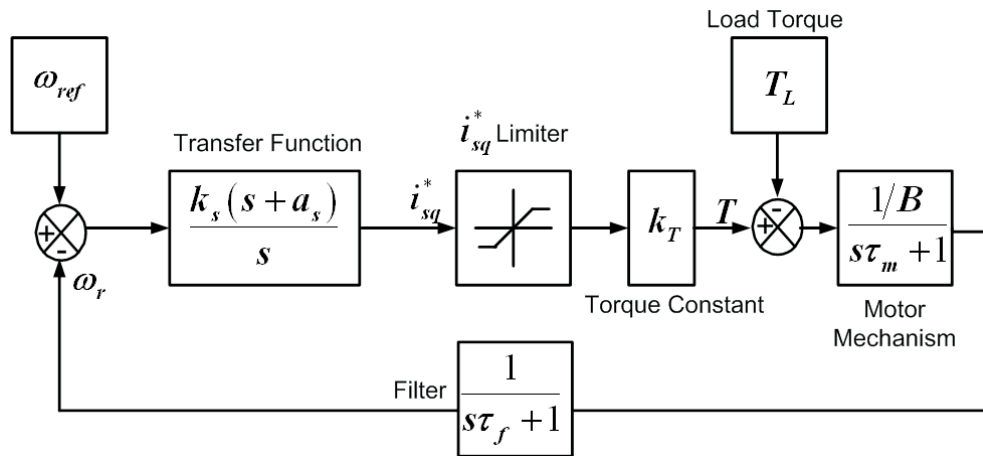 Load Torque
ω_ref
T_L
Transfer Function
i*_sq Limiter
k_s(s + a_s)
s
i*_sq
k_T
T
1/B
sτ_m + 1
+
-
-
+
ω_r
Torque Constant
Motor
Mechanism
Filter
1
sτ_f + 1